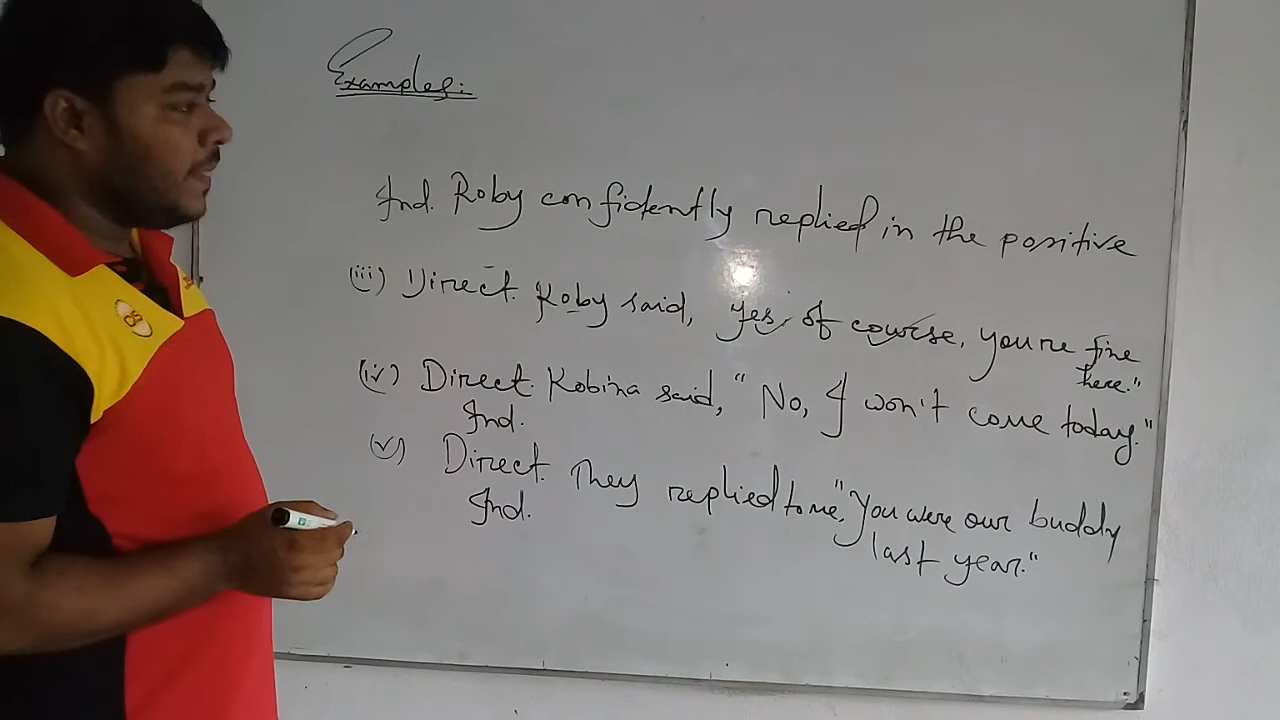 Examples:
Ind. Roby confidently replied in the positive
(iii) Direct. Roby said, Yes, of course, you're fine
here."
(iv) Direct. Robina said, "No, I won't come today."
Ind.
(v) Direct. They replied to me, "You were our buddy
Ind.
last year."